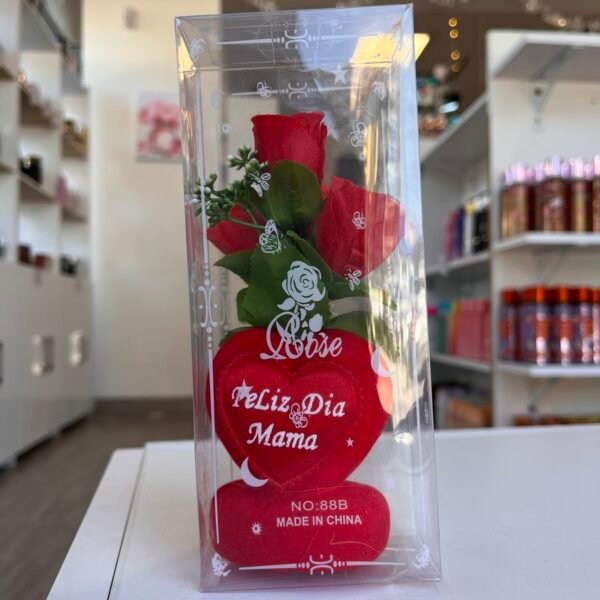 Rose
FeLiz Dia
Mama
NO:88B
MADE IN CHINA